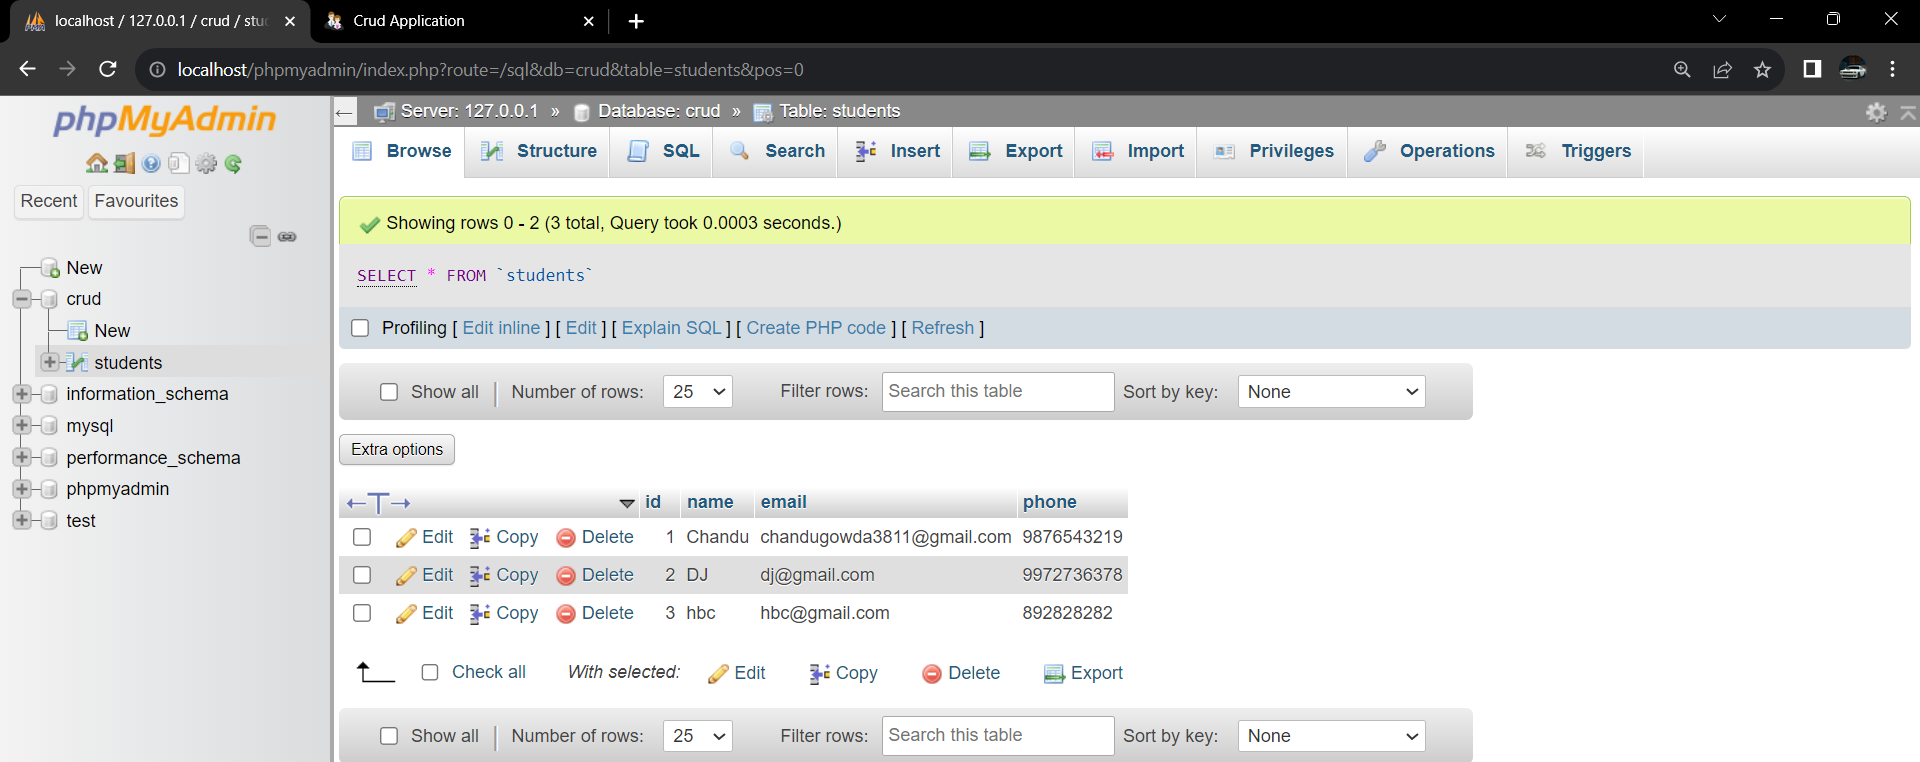 localhost / 127.0.0.1 / crud / stu
Crud Application
localhost/phpmyadmin/index.php?route=/sql&db=crud&table=students&pos=0
phpMyAdmin
Recent Favourites
New
crud
New
students
information_schema
mysql
performance_schema
phpmyadmin
test
Server: 127.0.0.1 » Database: crud » Table: students
Browse Structure SQL Search Insert Export Import Privileges Operations Triggers
Showing rows 0 - 2 (3 total, Query took 0.0003 seconds.)
SELECT * FROM `students`
Profiling [ Edit inline ] [ Edit ] [ Explain SQL ] [ Create PHP code ] [ Refresh ]
Show all Number of rows: 25 Filter rows: Search this table Sort by key: None
Extra options
id name email phone
Edit Copy Delete 1 Chandu chandugowda3811@gmail.com 9876543219
Edit Copy Delete 2 DJ dj@gmail.com 9972736378
Edit Copy Delete 3 hbc hbc@gmail.com 892828282
Check all With selected: Edit Copy Delete Export
Show all Number of rows: 25 Filter rows: Search this table Sort by key: None